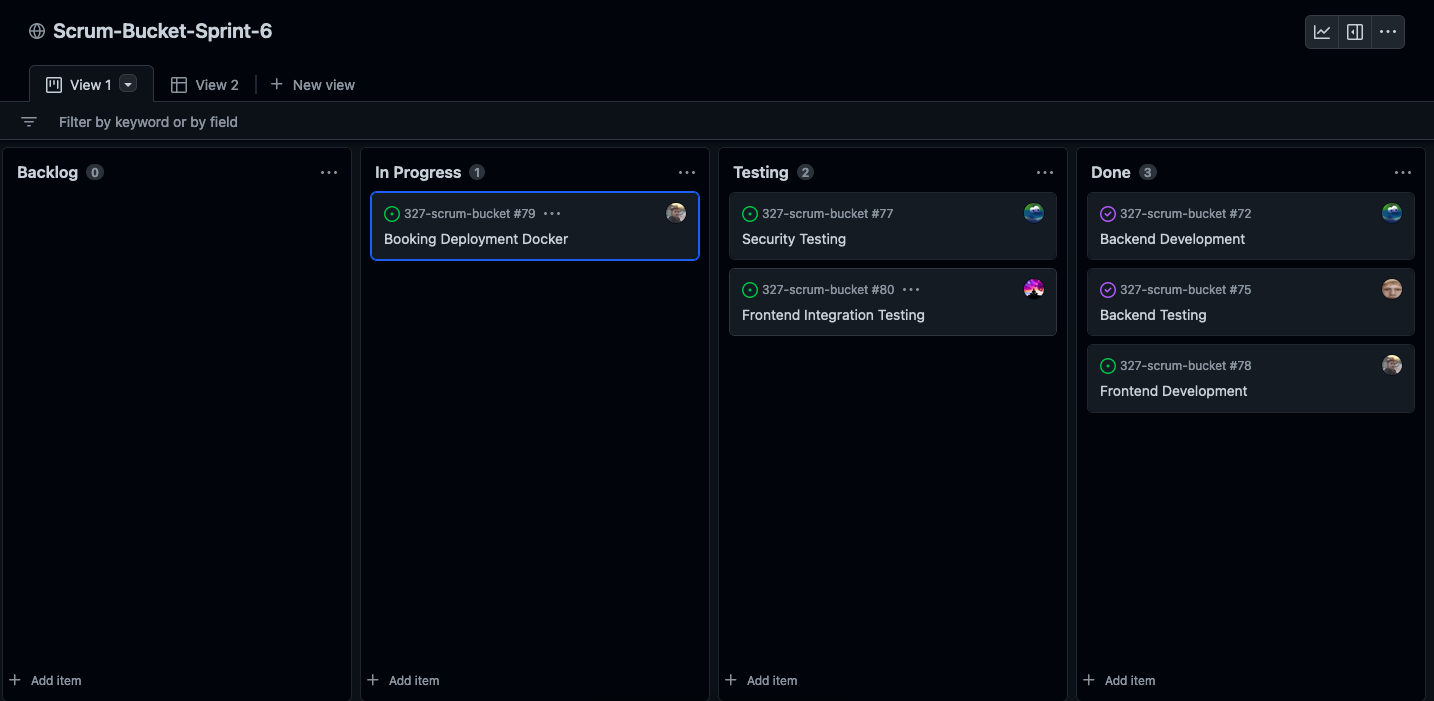 Scrum-Bucket-Sprint-6
View 1
View 2
New view
Filter by keyword or by field
Backlog 0
In Progress 1
327-scrum-bucket #79
Booking Deployment Docker
Testing 2
327-scrum-bucket #77
Security Testing
327-scrum-bucket #80
Frontend Integration Testing
Done 3
327-scrum-bucket #72
Backend Development
327-scrum-bucket #75
Backend Testing
327-scrum-bucket #78
Frontend Development
Add item
Add item
Add item
Add item